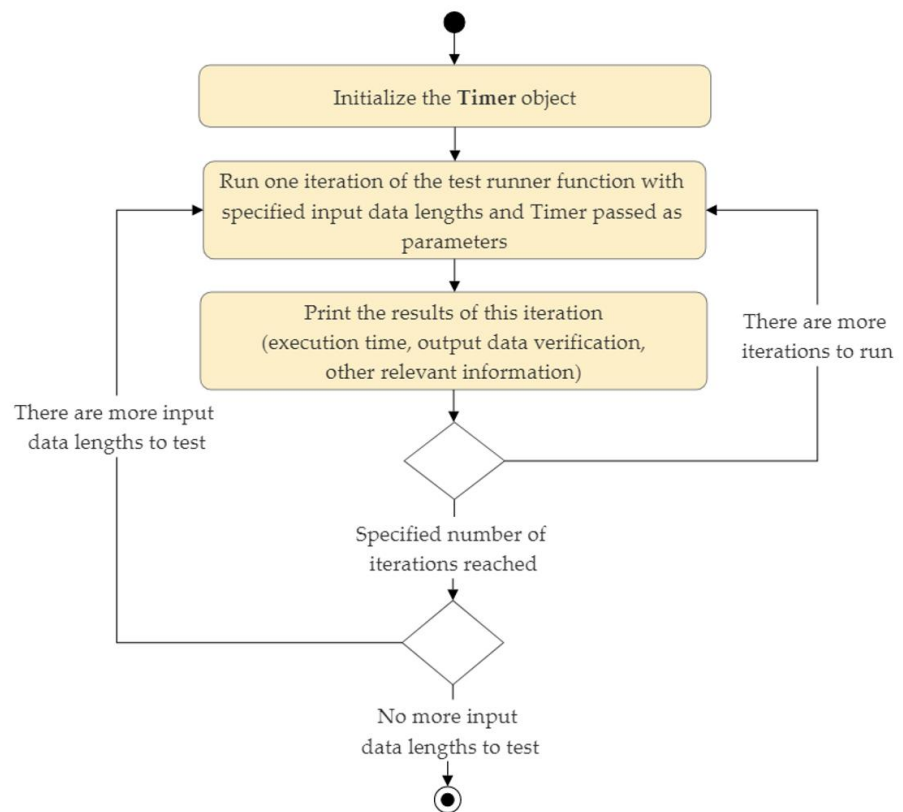 Initialize the Timer object
Run one iteration of the test runner function with
specified input data lengths and Timer passed as
parameters
Print the results of this iteration
(execution time, output data verification,
other relevant information)
There are more
iterations to run
There are more input
data lengths to test
Specified number of
iterations reached
No more input
data lengths to test